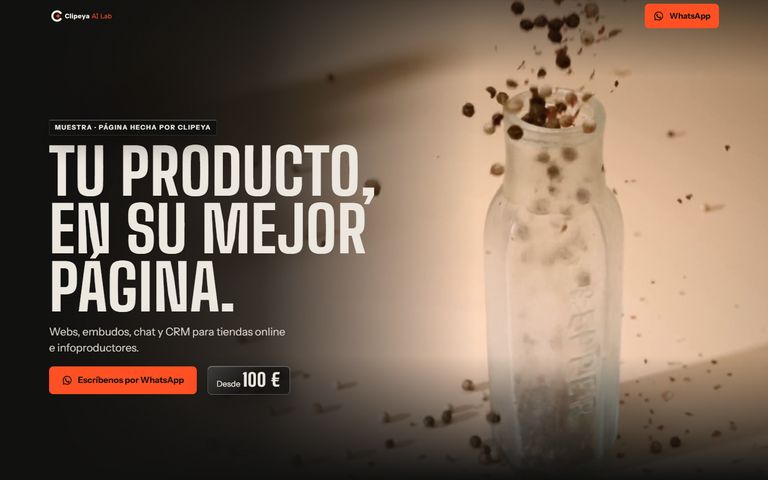 Clipeya AI Lab
WhatsApp
MUESTRA · PÁGINA HECHA POR CLIPEYA
TU PRODUCTO,
EN SU MEJOR
PÁGINA.
Webs, embudos, chat y CRM para tiendas online
e infoproductores.
Escríbenos por WhatsApp
Desde 100 €
PEPPER